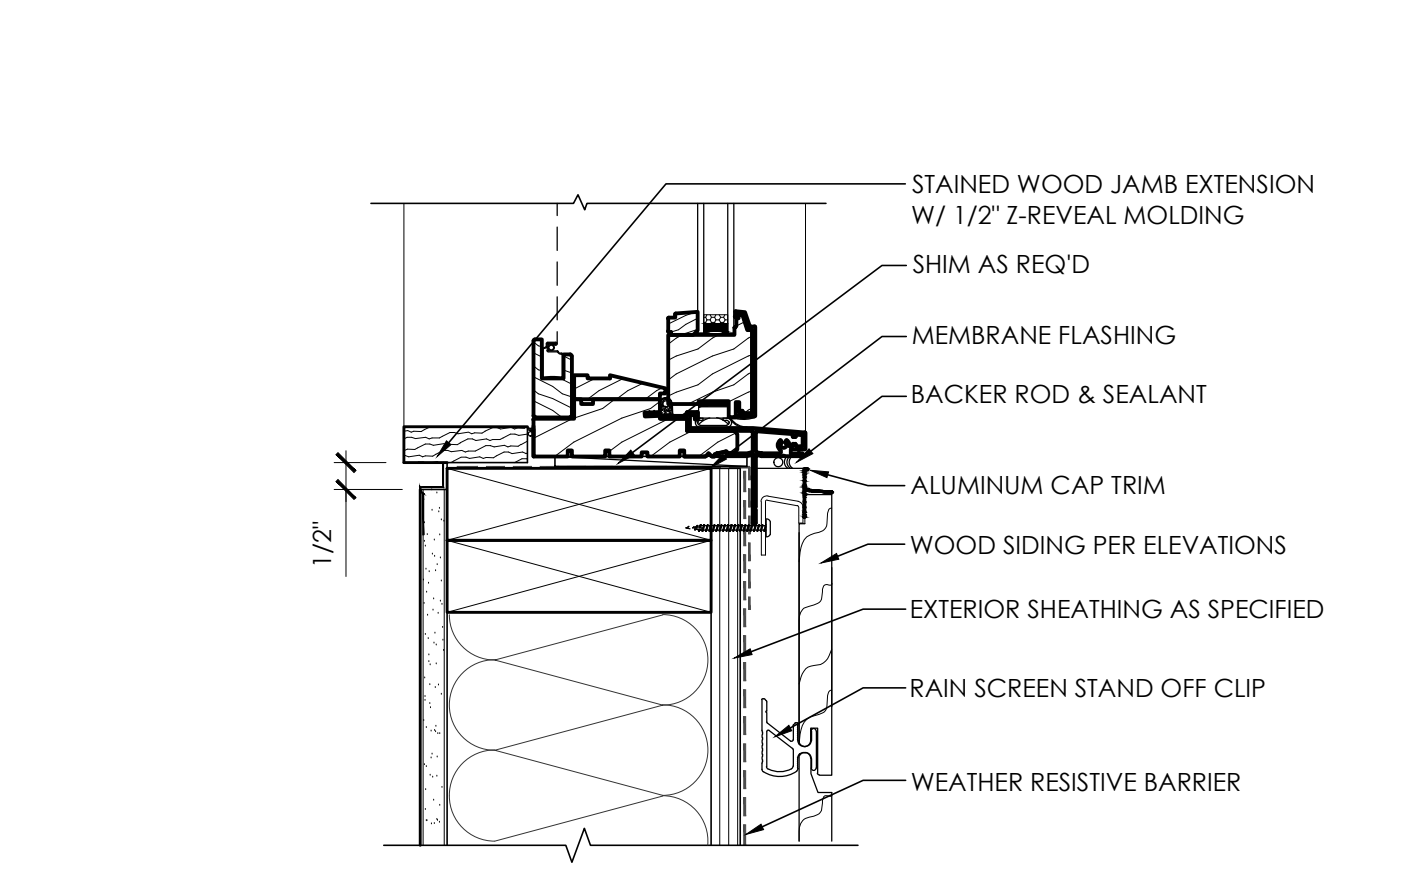 STAINED WOOD JAMB EXTENSION
W/ 1/2" Z-REVEAL MOLDING
SHIM AS REQ'D
MEMBRANE FLASHING
BACKER ROD & SEALANT
ALUMINUM CAP TRIM
1/2"
WOOD SIDING PER ELEVATIONS
EXTERIOR SHEATHING AS SPECIFIED
RAIN SCREEN STAND OFF CLIP
WEATHER RESISTIVE BARRIER